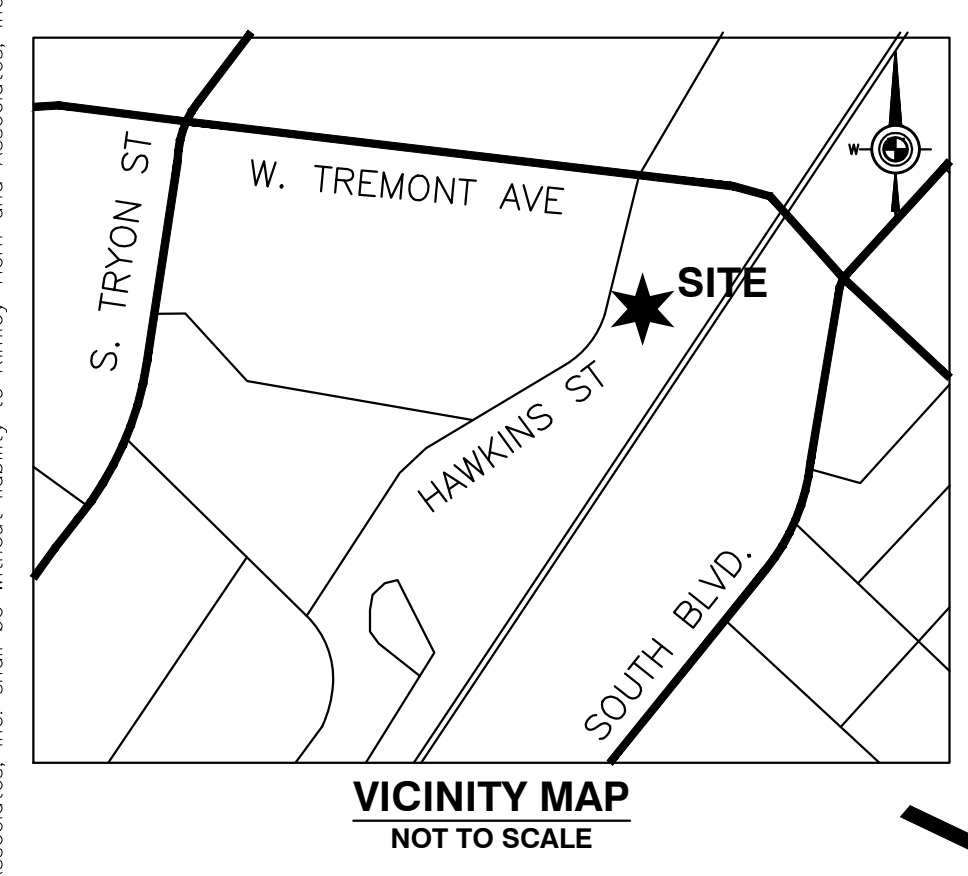 W. TREMONT AVE
S. TRYON ST
W
SITE
HAWKINS ST
SOUTH BLVD.
VICINITY MAP
NOT TO SCALE